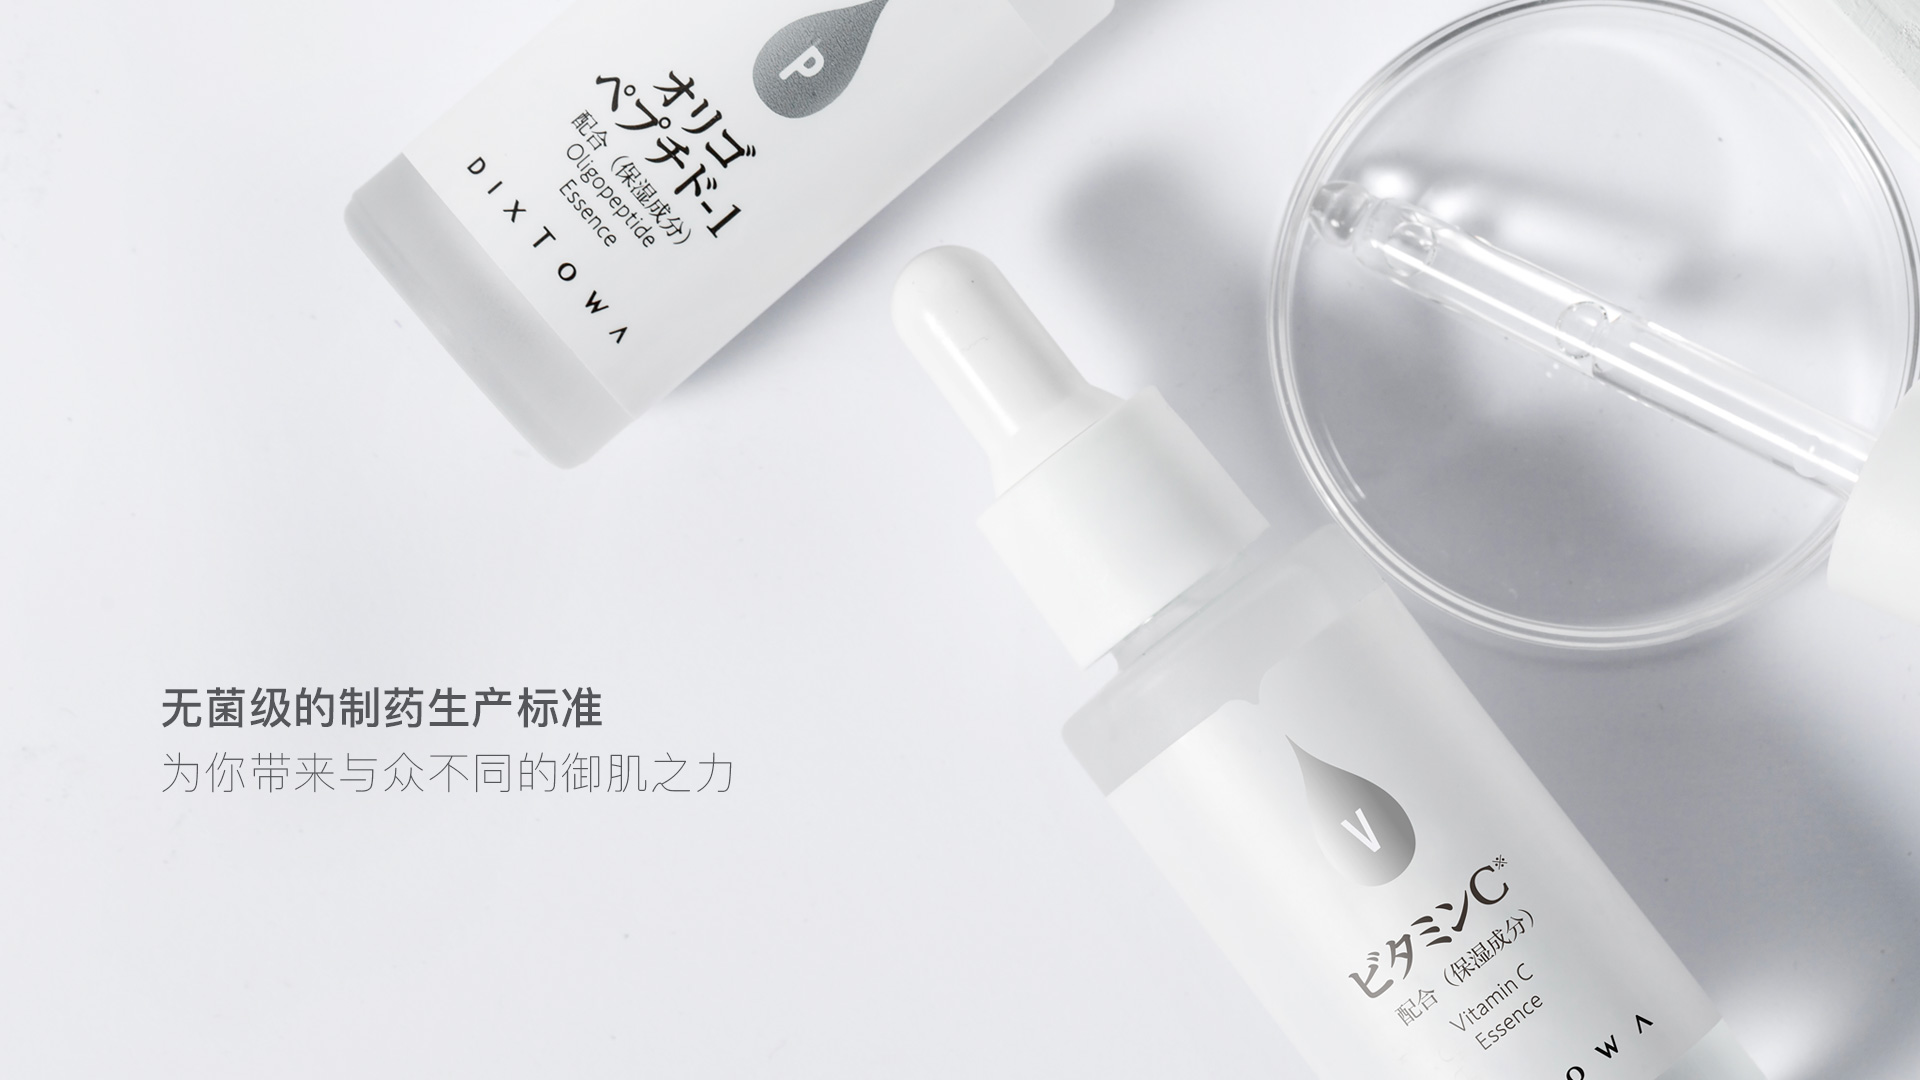 P
オリゴ
ペプチド-1
配合（保湿成分）
Oligopeptide
Essence
DIXTOWA
无菌级的制药生产标准
为你带来与众不同的御肌之力
V
ビタミンC※
配合（保湿成分）
Vitamin C
Essence
OWA